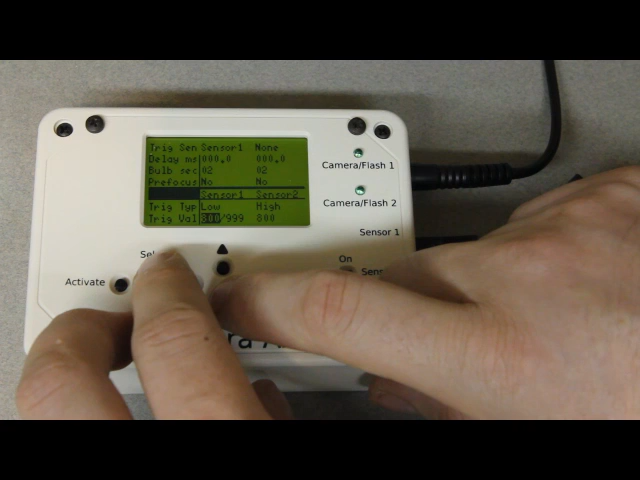 Trig Sen Sensor1 None
Delay ms 000.0 000.0
Bulb sec 02 02
Prefocus No No
Sensor1 Sensor2
Trig Typ Low High
Trig Val 800/999 800
Camera/Flash 1
Camera/Flash 2
Sensor 1
On
Activate